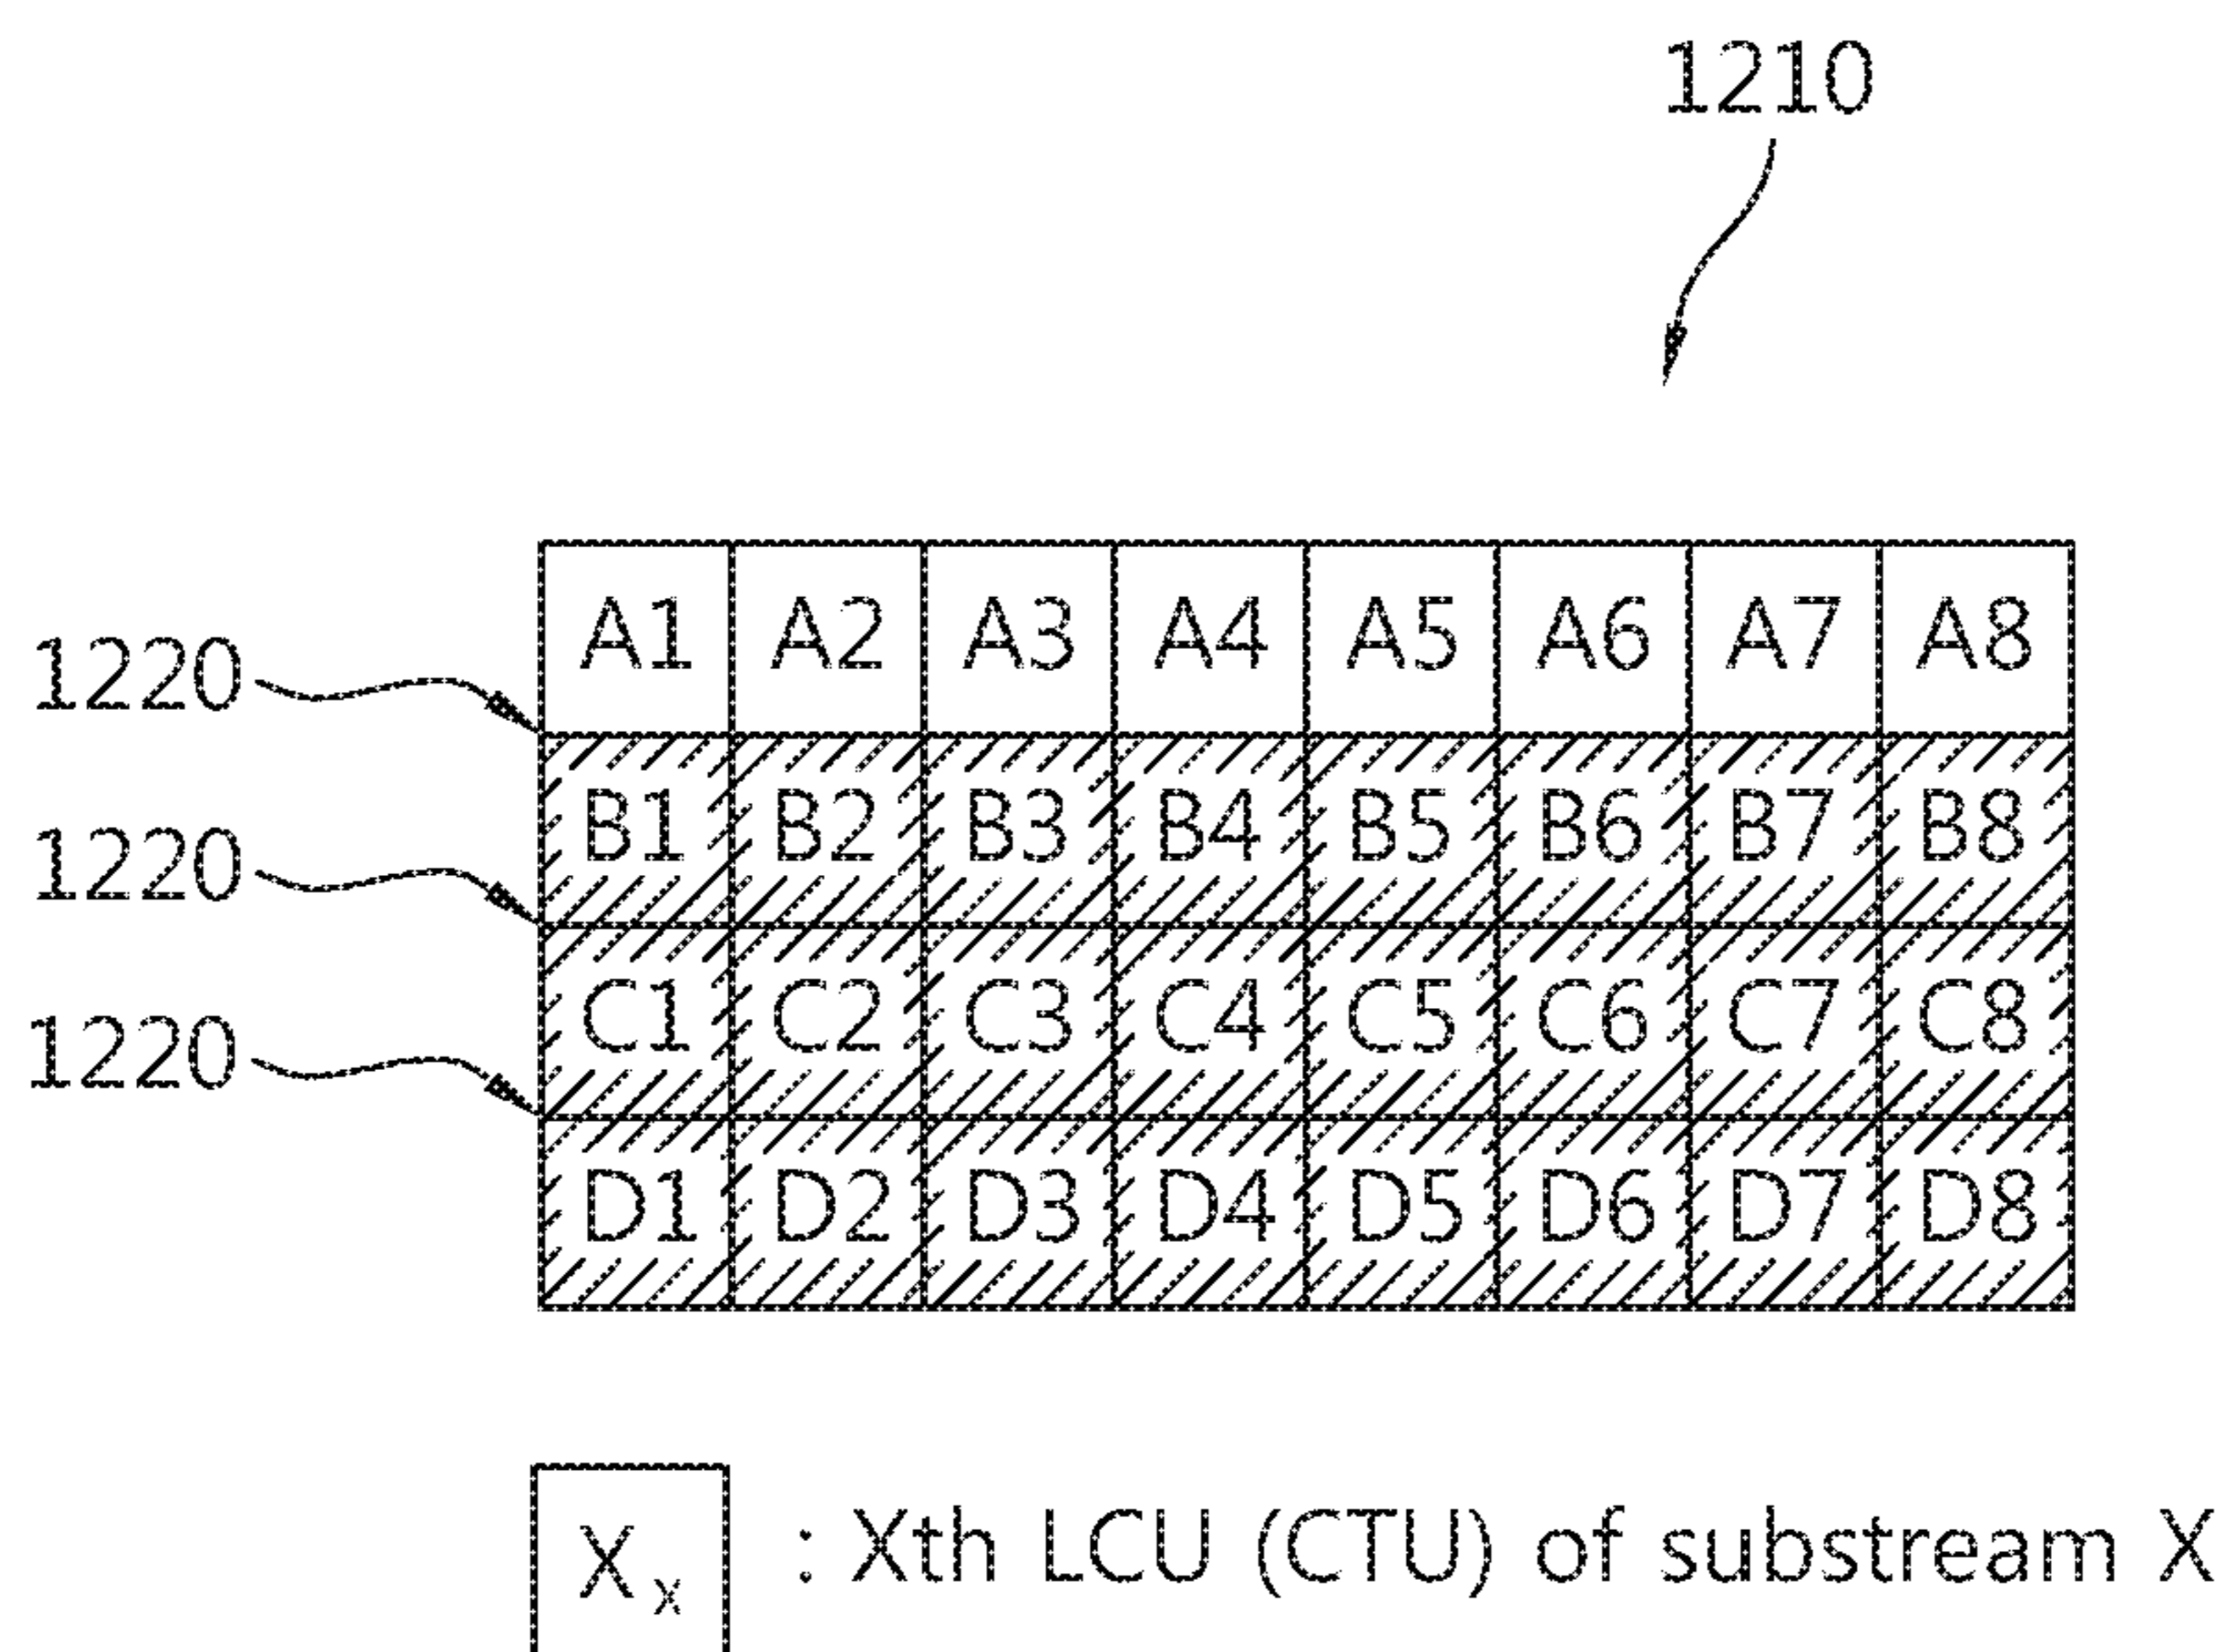 1210
A1 A2 A3 A4 A5 A6 A7 A8
1220
B1 B2 B3 B4 B5 B6 B7 B8
1220
C1 C2 C3 C4 C5 C6 C7 C8
1220
D1 D2 D3 D4 D5 D6 D7 D8
Xx : Xth LCU (CTU) of substream X